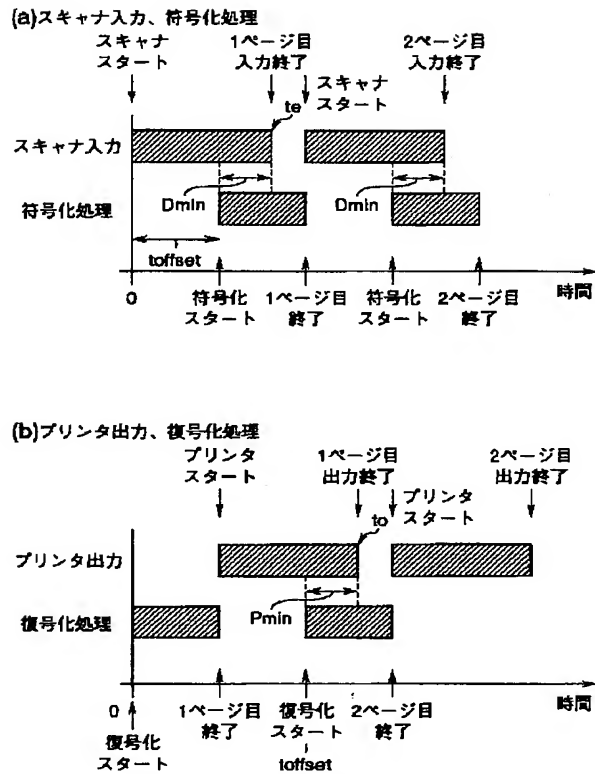 (a)スキャナ入力、符号化処理
スキャナ
スタート
1ページ目
入力終了
2ページ目
入力終了
スキャナ
スタート
te
スキャナ入力
Dmin
Dmin
符号化処理
toffset
0
符号化
スタート
1ページ目
終了
符号化
スタート
2ページ目
終了
時間
(b)プリンタ出力、復号化処理
プリンタ
スタート
1ページ目
出力終了
2ページ目
出力終了
プリンタ
スタート
to
プリンタ出力
Pmin
復号化処理
0
復号化
スタート
1ページ目
終了
復号化
スタート
toffset
2ページ目
終了
時間